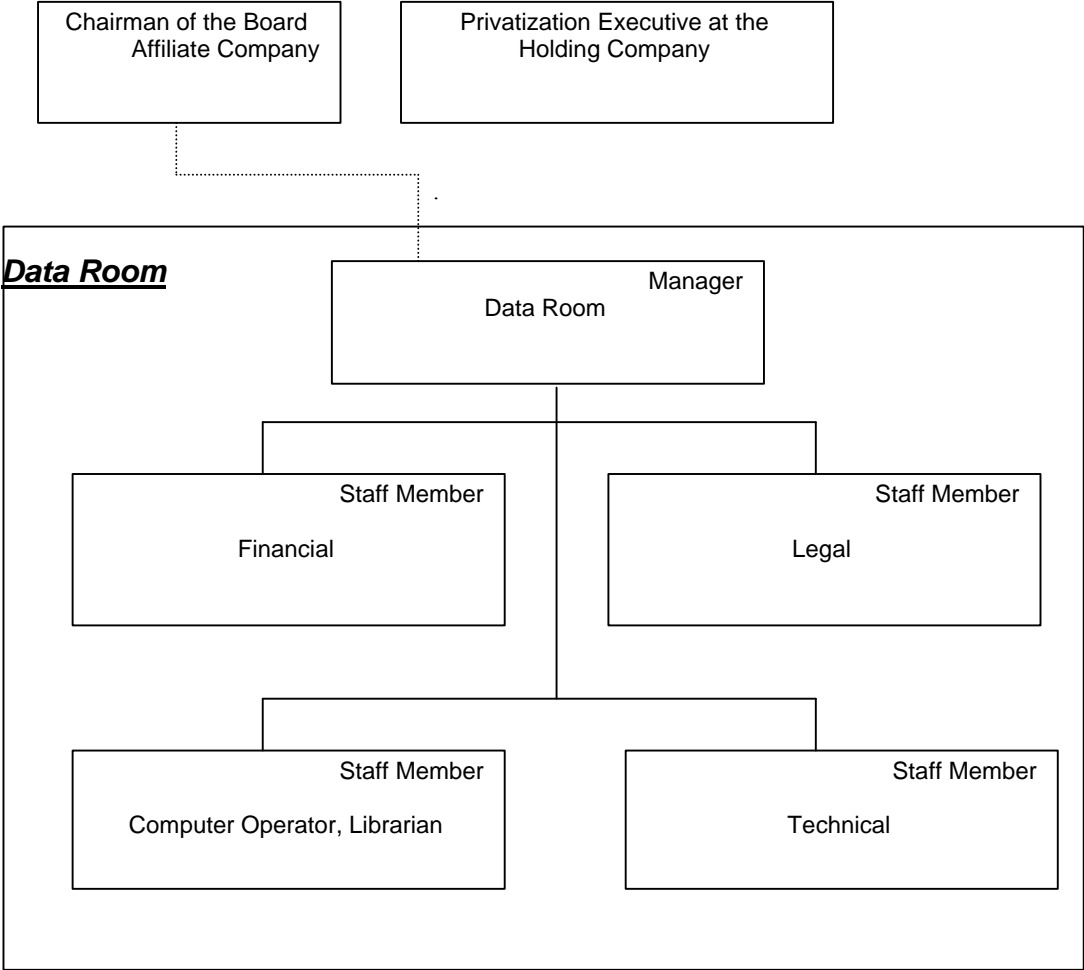 Chairman of the Board
Affiliate Company
Privatization Executive at the
Holding Company
.
Data Room
Manager
Data Room
Staff Member
Financial
Staff Member
Legal
Staff Member
Computer Operator, Librarian
Staff Member
Technical